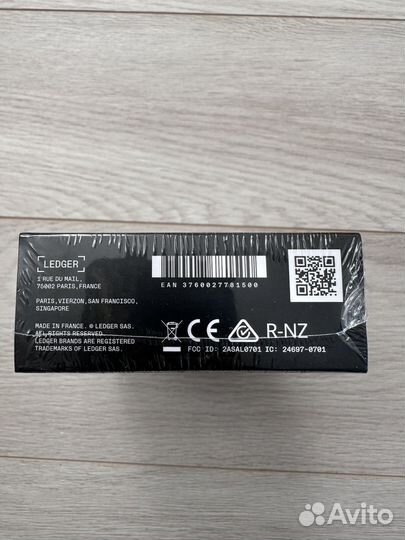 LEDGER
1 RUE DU MAIL,
75002 PARIS, FRANCE
PARIS, VIERZON, SAN FRANCISCO,
SINGAPORE
MADE IN FRANCE. © LEDGER SAS.
ALL RIGHTS RESERVED
LEDGER BRANDS ARE REGISTERED
TRADEMARKS OF LEDGER SAS.
EAN 3760027781500
CE R-NZ
FCC ID: 2ASAL0701 IC: 24697-0701
Avito